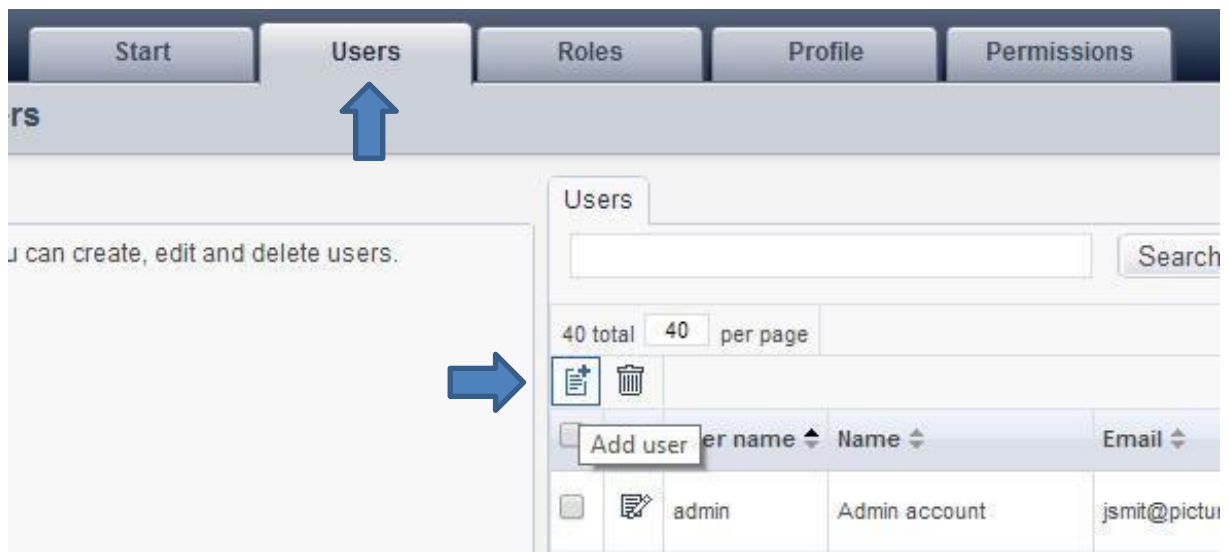 Start Users Roles Profile Permissions
rs
Users
can create, edit and delete users.
Search
40 total 40 per page
Add user er name Name Email
admin Admin account jsmit@pictur